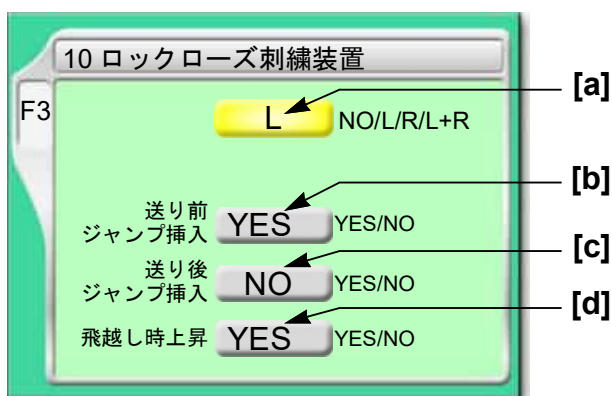 10 ロックローズ刺繍装置
F3
L NO/L/R/L+R
[a]
送り前
ジャンプ挿入 YES YES/NO
[b]
送り後
ジャンプ挿入 NO YES/NO
[c]
飛越し時上昇 YES YES/NO
[d]